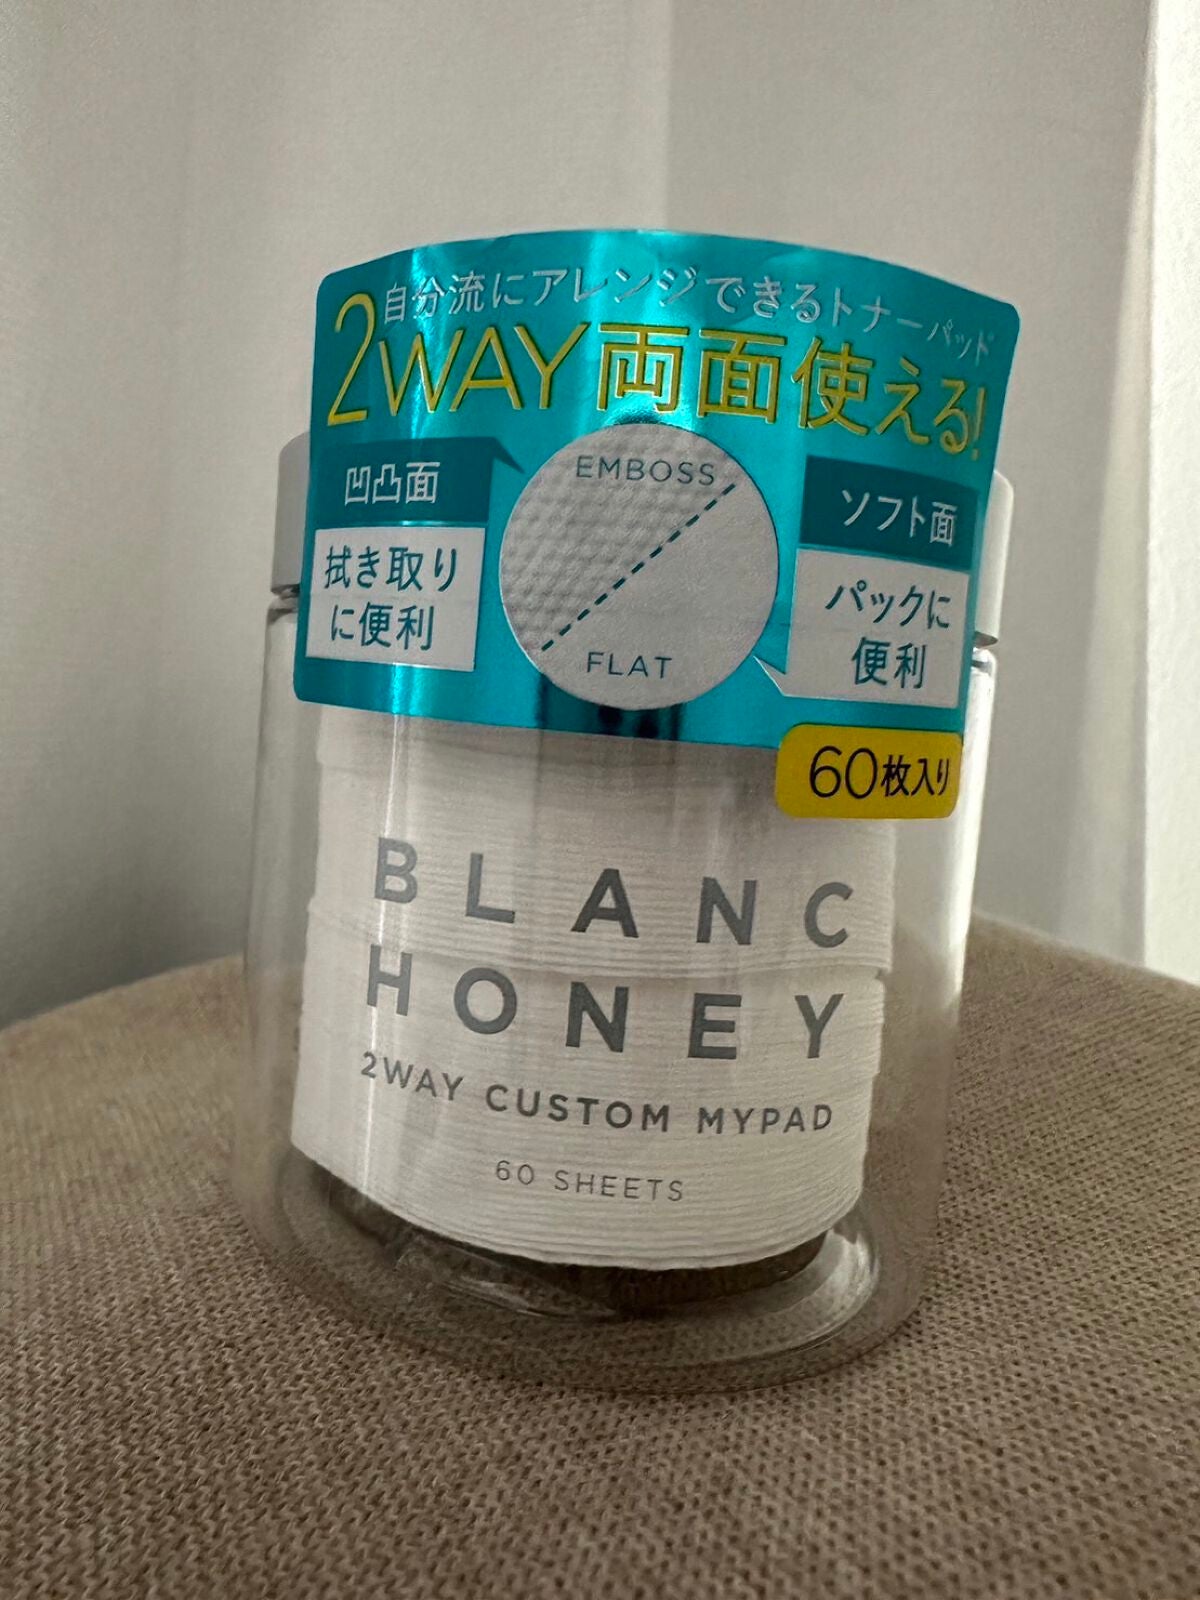 自分流にアレンジできるトナーパッド
2WAY両面使える!
凹凸面
拭き取り
に便利
EMBOSS
FLAT
ソフト面
パックに
便利
60枚入り
BLANC
HONEY
2WAY CUSTOM MYPAD
60 SHEETS